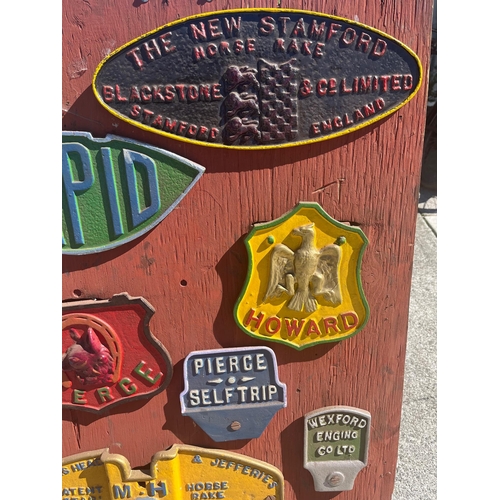 THE NEW STAMFORD
HORSE RAKE
BLACKSTONE & Co LIMITED
STAMFORD ENGLAND
PID
HOWARD
ERCE
PIERCE
SELFTRIP
WEXFORD
ENGING
CO LTD
& JEFFERIES
M H
HORSE
RAKE